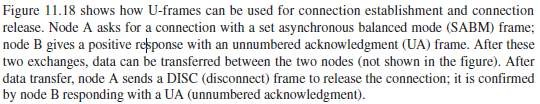 Figure 11.18 shows how U-frames can be used for connection establishment and connection
release. Node A asks for a connection with a set asynchronous balanced mode (SABM) frame;
node B gives a positive response with an unnumbered acknowledgment (UA) frame. After these
two exchanges, data can be transferred between the two nodes (not shown in the figure). After
data transfer, node A sends a DISC (disconnect) frame to release the connection; it is confirmed
by node B responding with a UA (unnumbered acknowledgment).